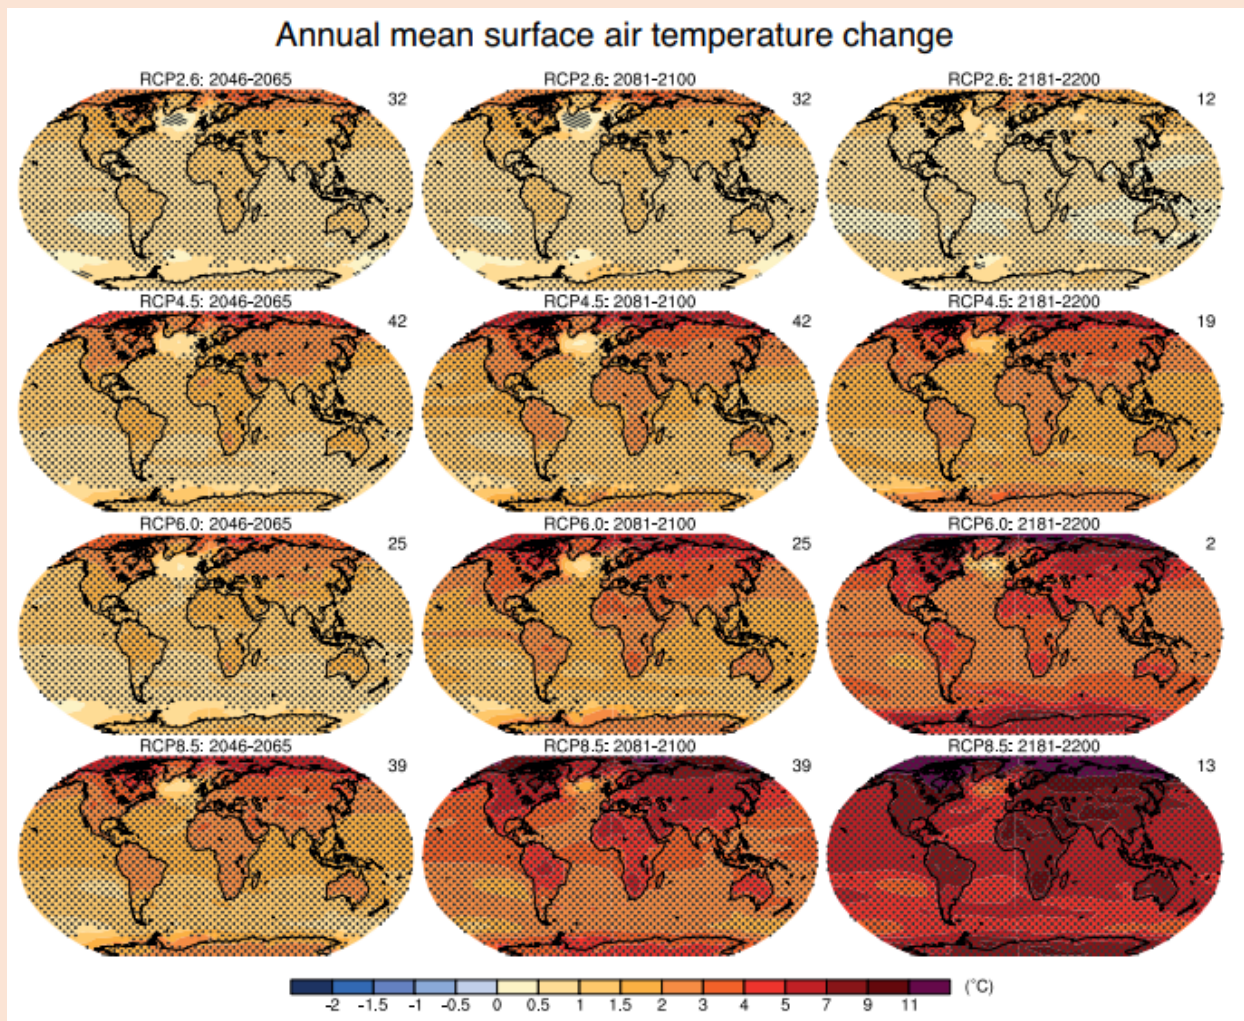 Annual mean surface air temperature change
RCP2.6: 2046-2065
32
RCP2.6: 2081-2100
32
RCP2.6: 2181-2200
12
RCP4.5: 2046-2065
42
RCP4.5: 2081-2100
42
RCP4.5: 2181-2200
19
RCP6.0: 2046-2065
25
RCP6.0: 2081-2100
25
RCP6.0: 2181-2200
2
RCP8.5: 2046-2065
39
RCP8.5: 2081-2100
39
RCP8.5: 2181-2200
13
-2 -1.5 -1 -0.5 0 0.5 1 1.5 2 3 4 5 7 9 11 (°C)